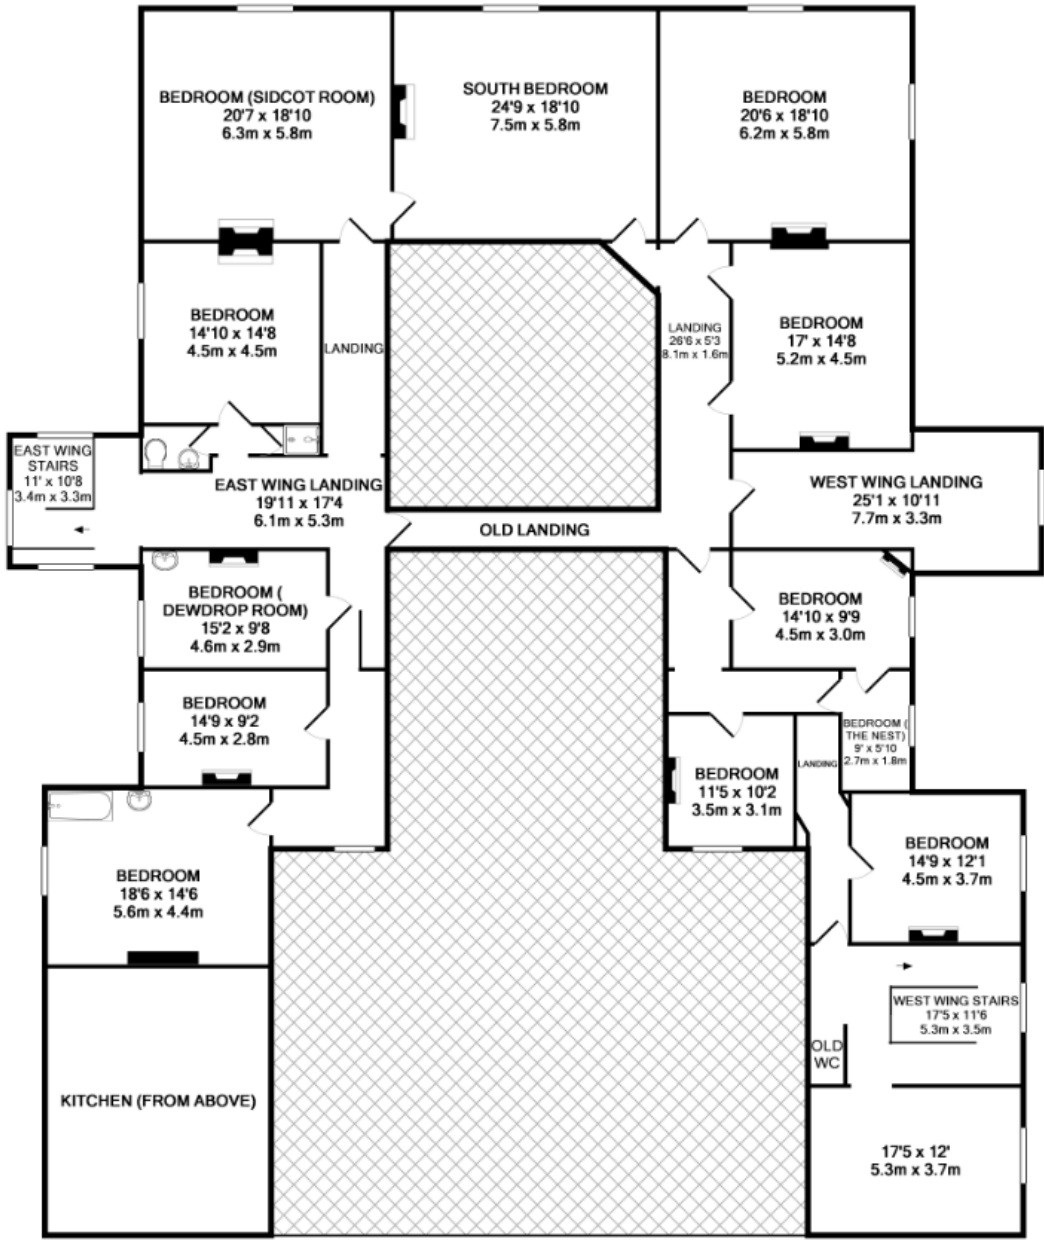 BEDROOM (SIDCOT ROOM)
20'7 x 18'10
6.3m x 5.8m
SOUTH BEDROOM
24'9 x 18'10
7.5m x 5.8m
BEDROOM
20'6 x 18'10
6.2m x 5.8m
BEDROOM
14'10 x 14'8
4.5m x 4.5m
LANDING
LANDING
26'6 x 5'3
8.1m x 1.6m
BEDROOM
17' x 14'8
5.2m x 4.5m
EAST WING
STAIRS
11' x 10'8
3.4m x 3.3m
EAST WING LANDING
19'11 x 17'4
6.1m x 5.3m
OLD LANDING
WEST WING LANDING
25'1 x 10'11
7.7m x 3.3m
BEDROOM (
DEWDROP ROOM)
15'2 x 9'8
4.6m x 2.9m
BEDROOM
14'10 x 9'9
4.5m x 3.0m
BEDROOM
14'9 x 9'2
4.5m x 2.8m
BEDROOM (
THE NEST)
9' x 5'10
2.7m x 1.8m
LANDING
BEDROOM
11'5 x 10'2
3.5m x 3.1m
BEDROOM
14'9 x 12'1
4.5m x 3.7m
BEDROOM
18'6 x 14'6
5.6m x 4.4m
WEST WING STAIRS
17'5 x 11'6
5.3m x 3.5m
OLD
WC
KITCHEN (FROM ABOVE)
17'5 x 12'
5.3m x 3.7m